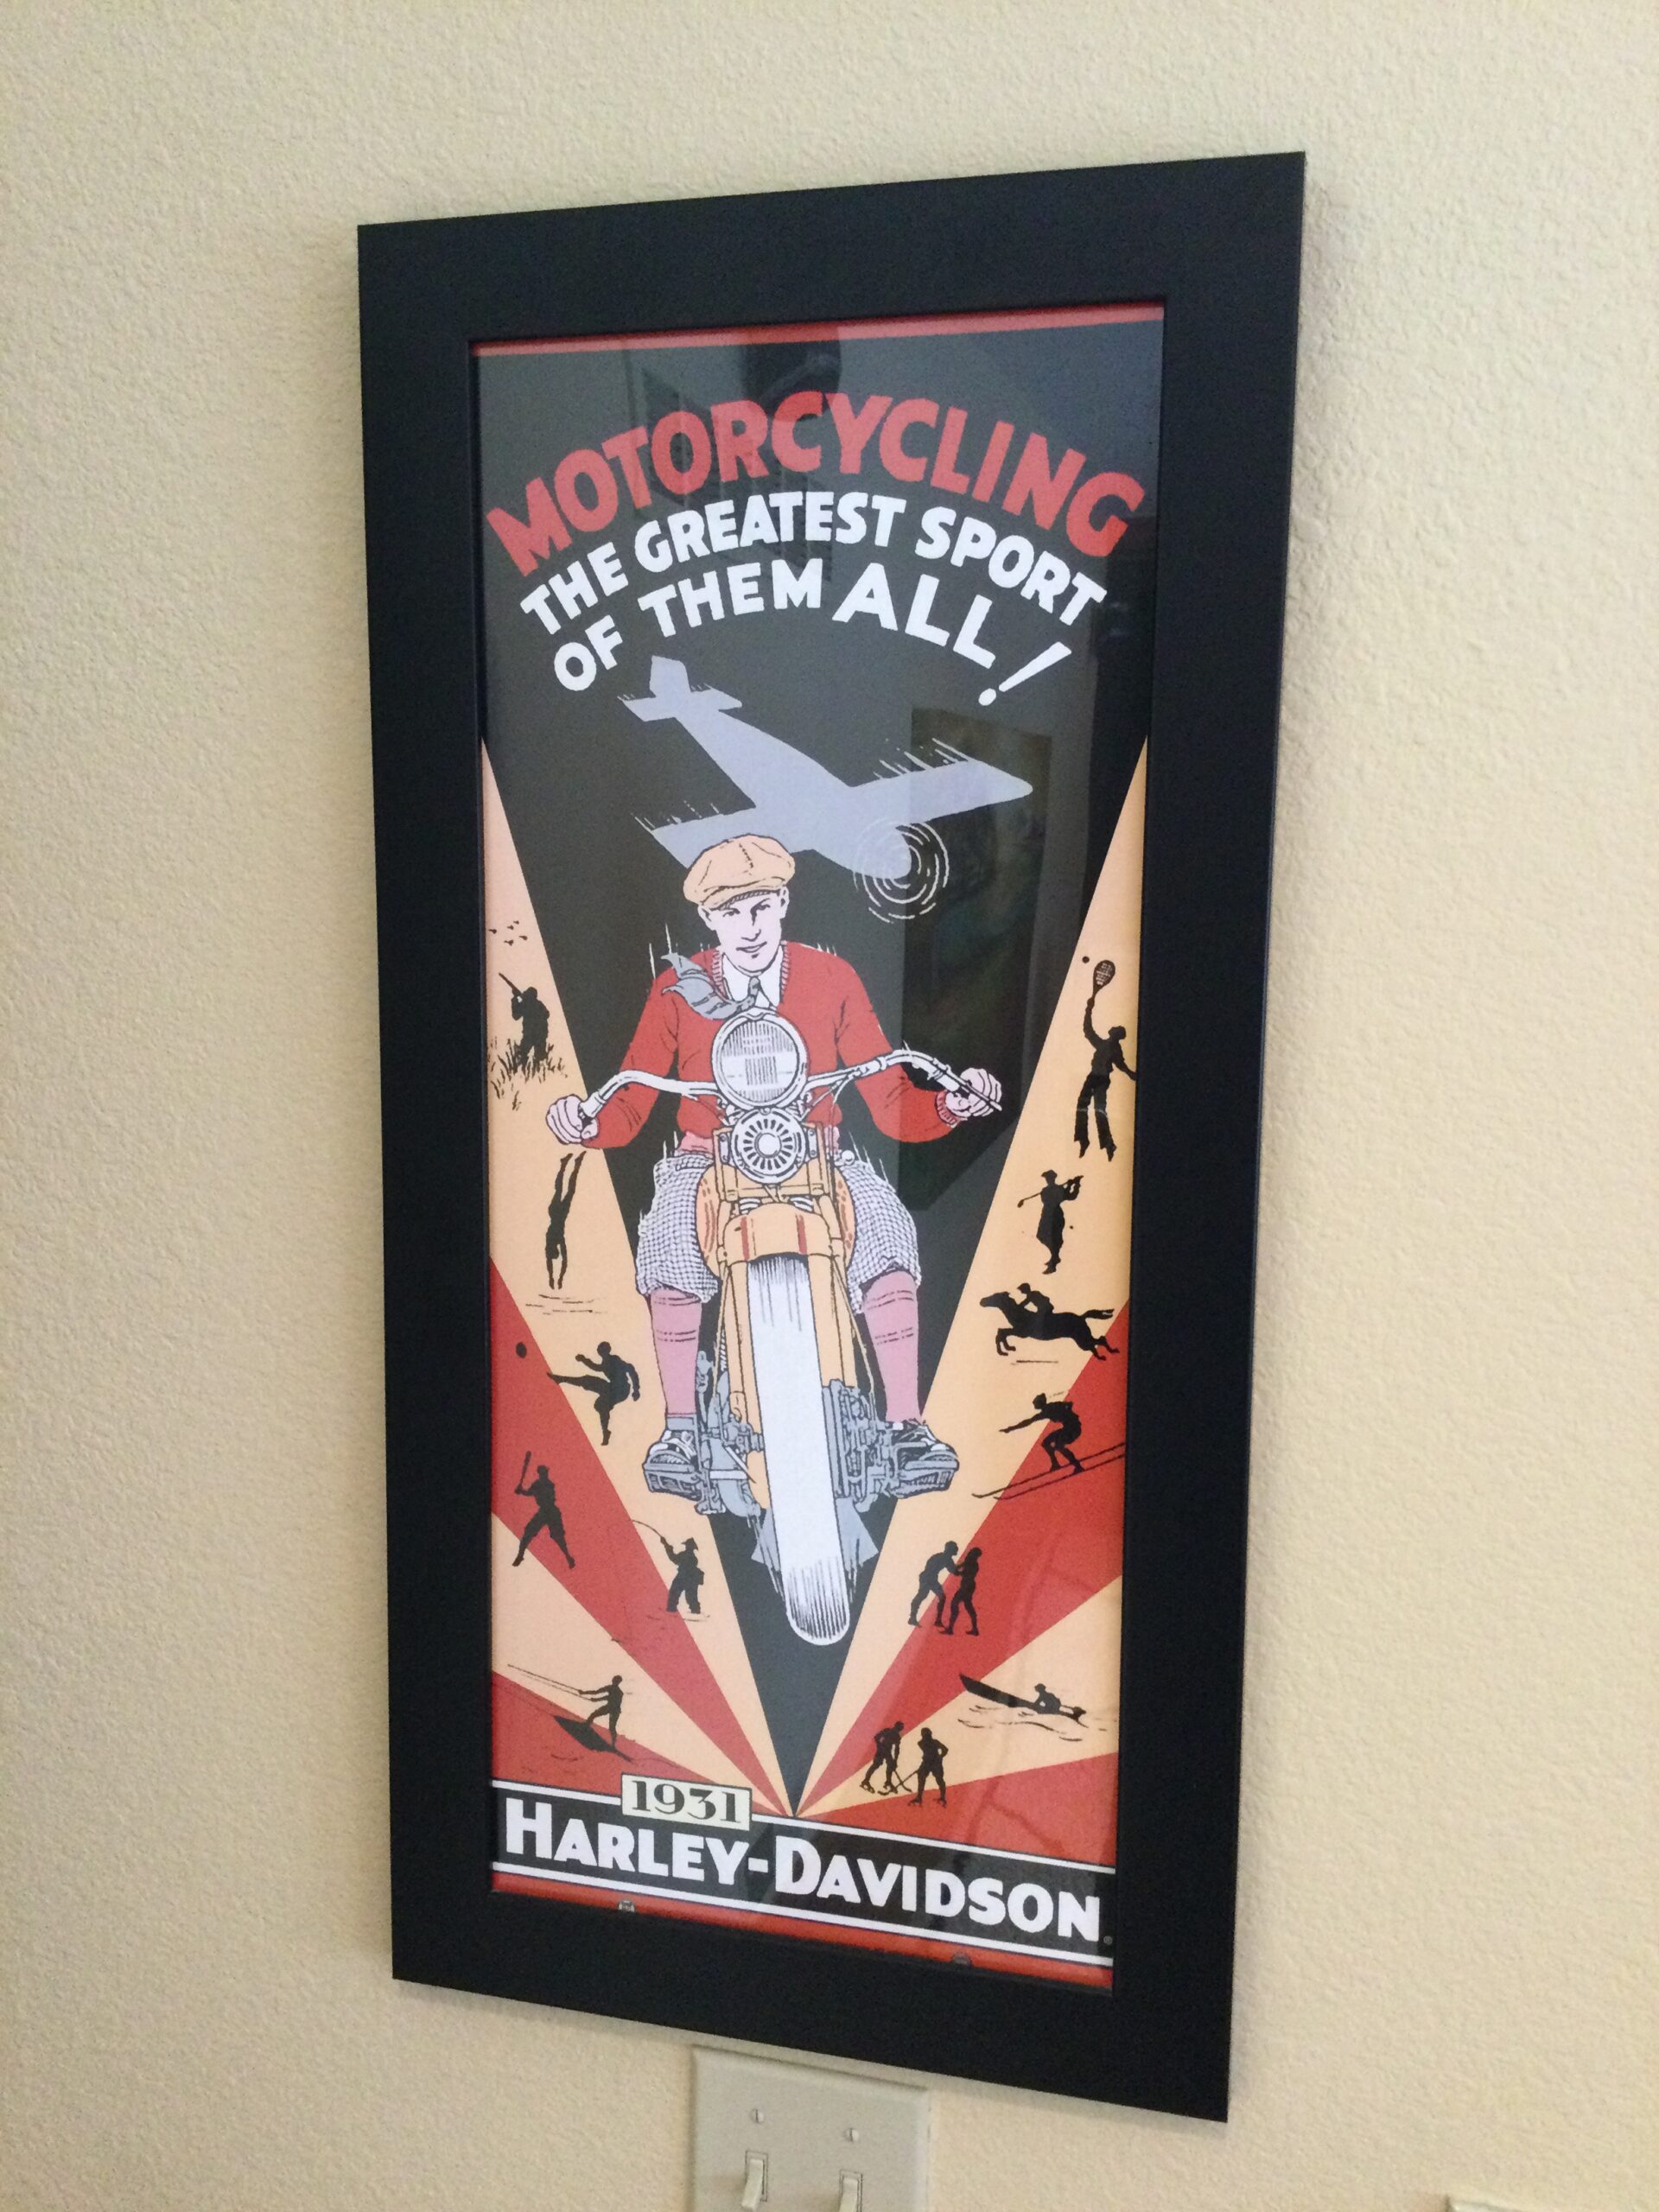 MOTORCYCLING
THE GREATEST SPORT
OF THEM ALL!
1931
HARLEY-DAVIDSON